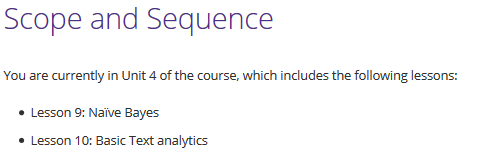 Scope and Sequence
You are currently in Unit 4 of the course, which includes the following lessons:
• Lesson 9: Naïve Bayes
• Lesson 10: Basic Text analytics